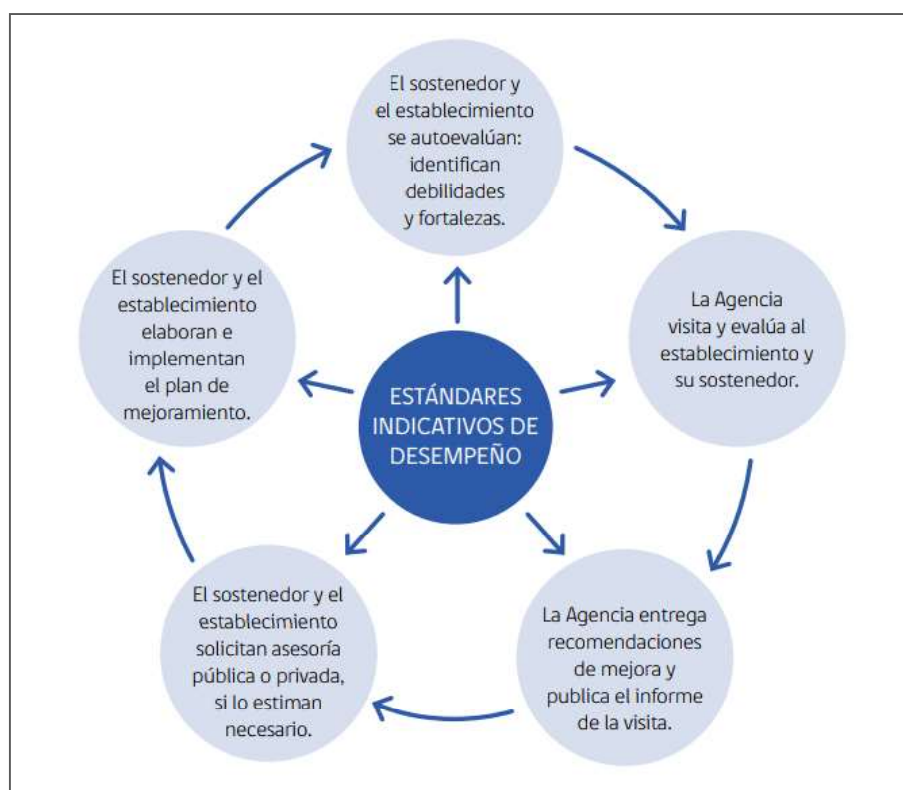 El sostenedor y
el establecimiento
se autoevalúan:
identifican
debilidades
y fortalezas.
La Agencia
visita y evalúa al
establecimiento y
su sostenedor.
La Agencia entrega
recomendaciones
de mejora y
publica el informe
de la visita.
El sostenedor y el
establecimiento
solicitan asesoría
pública o privada,
si lo estiman
necesario.
El sostenedor y el
establecimiento
elaboran e
implementan
el plan de
mejoramiento.
ESTÁNDARES
INDICATIVOS DE
DESEMPEÑO